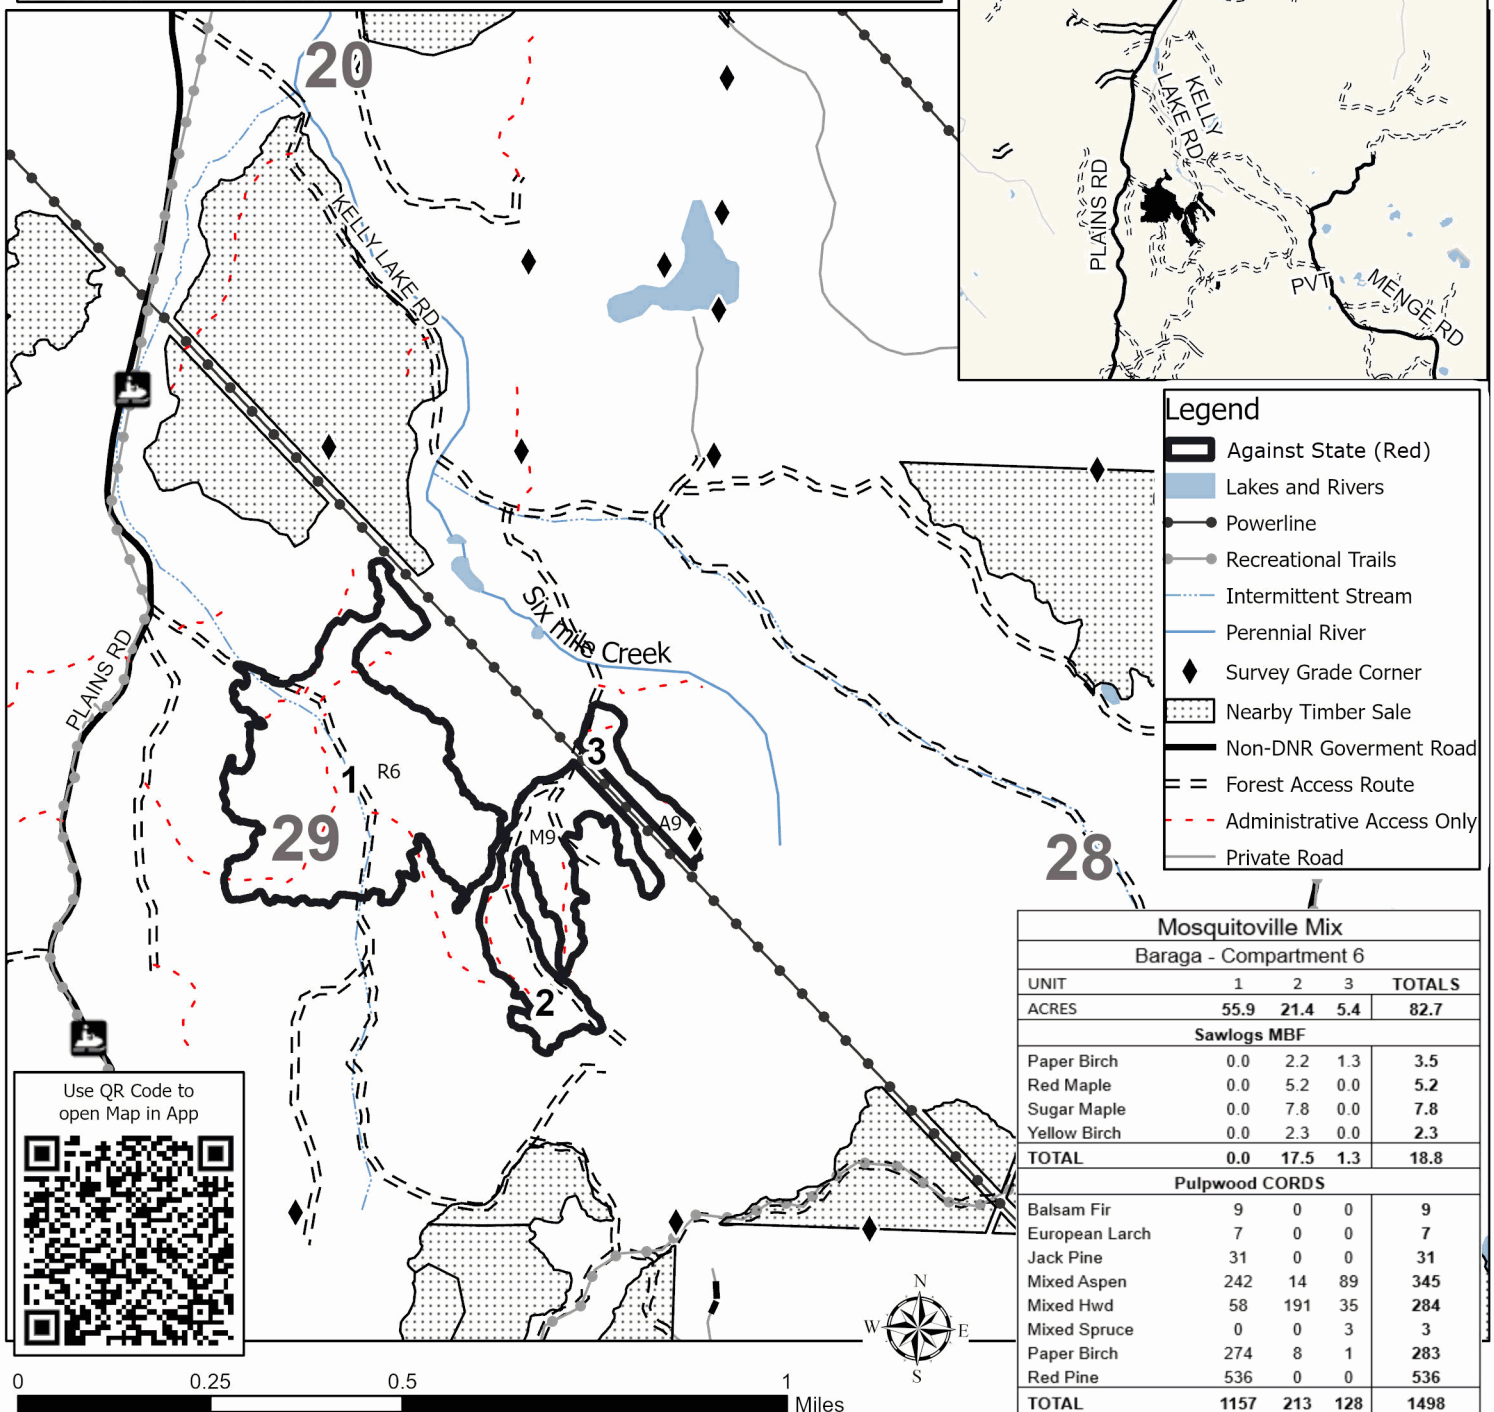 20
KELLY LAKE RD
KELLY
LAKE RD
PLAINS RD
PVT
MENGE RD
Legend
Against State (Red)
Lakes and Rivers
Powerline
Recreational Trails
Intermittent Stream
Perennial River
Survey Grade Corner
Nearby Timber Sale
Non-DNR Goverment Road
Forest Access Route
Administrative Access Only
Private Road
Six mile Creek
PLAINS RD
3
1 R6
29
M9
A9
28
2
Mosquitoville Mix
Baraga - Compartment 6
UNIT 1 2 3 TOTALS
ACRES 55.9 21.4 5.4 82.7
Sawlogs MBF
Paper Birch 0.0 2.2 1.3 3.5
Red Maple 0.0 5.2 0.0 5.2
Sugar Maple 0.0 7.8 0.0 7.8
Yellow Birch 0.0 2.3 0.0 2.3
TOTAL 0.0 17.5 1.3 18.8
Pulpwood CORDS
Balsam Fir 9 0 0 9
European Larch 7 0 0 7
Jack Pine 31 0 0 31
Mixed Aspen 242 14 89 345
Mixed Hwd 58 191 35 284
Mixed Spruce 0 0 3 3
Paper Birch 274 8 1 283
Red Pine 536 0 0 536
TOTAL 1157 213 128 1498
Use QR Code to
open Map in App
N
W E
S
0 0.25 0.5 1
Miles